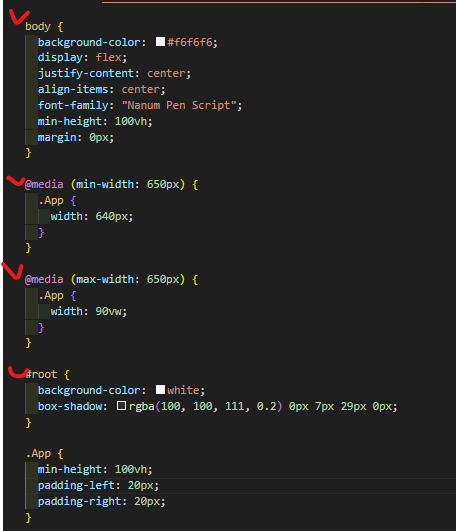 body {
background-color: #f6f6f6;
display: flex;
justify-content: center;
align-items: center;
font-family: "Nanum Pen Script";
min-height: 100vh;
margin: 0px;
}
@media (min-width: 650px) {
.App {
width: 640px;
}
}
@media (max-width: 650px) {
.App {
width: 90vw;
}
}
#root {
background-color: white;
box-shadow: rgba(100, 100, 111, 0.2) 0px 7px 29px 0px;
}
.App {
min-height: 100vh;
padding-left: 20px;
padding-right: 20px;
}